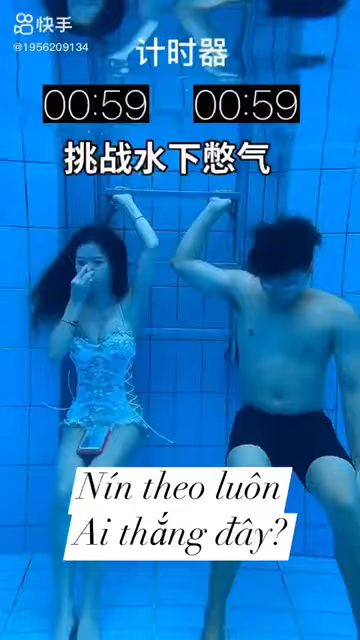 快手
@1956209134
计时器
00:59 00:59
挑战水下憋气
Nín theo luôn
Ai thắng đây?